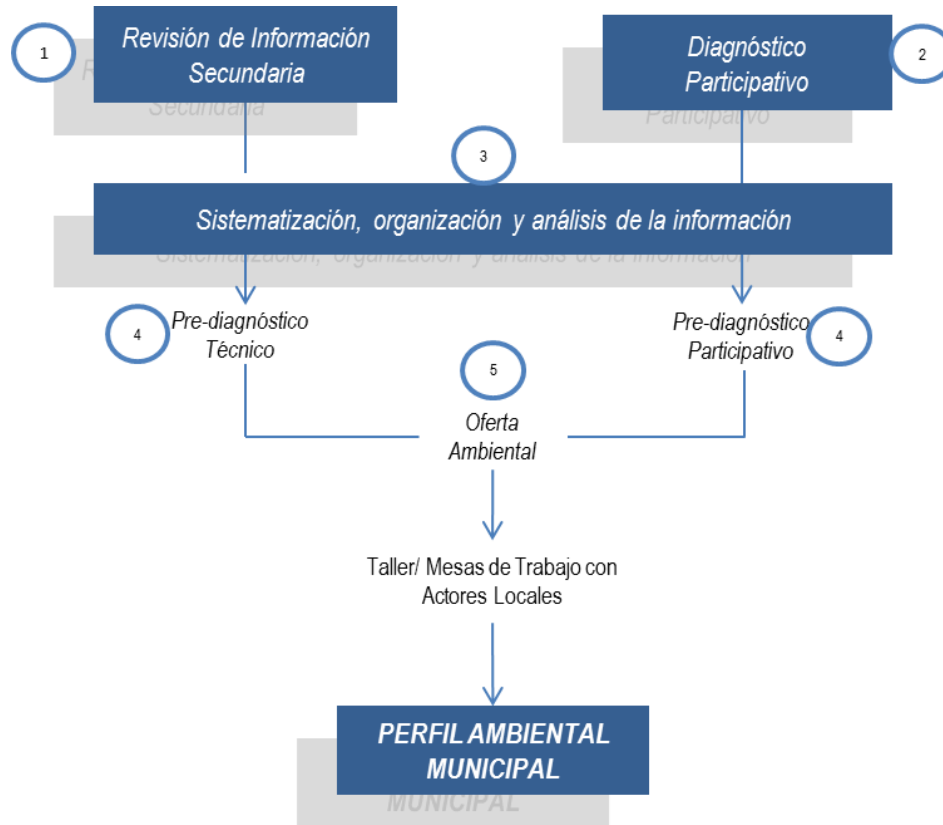 1
Revisión de Información
Secundaria
Diagnóstico
Participativo
2
3
Sistematización, organización y análisis de la información
4
Pre-diagnóstico
Técnico
Pre-diagnóstico
Participativo
4
5
Oferta
Ambiental
Taller/ Mesas de Trabajo con
Actores Locales
PERFIL AMBIENTAL
MUNICIPAL